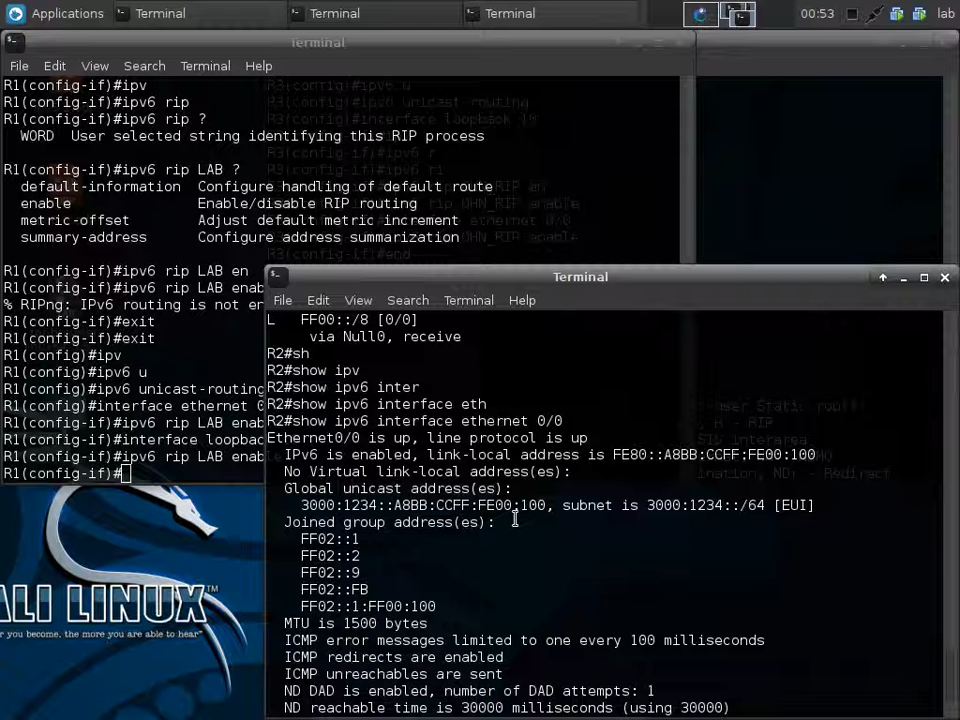 Applications
Terminal
Terminal
Terminal
00:53
lab
Terminal
File Edit View Search Terminal Help
R1(config-if)#ipv
R1(config-if)#ipv6 rip
R1(config-if)#ipv6 rip ?
  WORD  User selected string identifying this RIP process
R1(config-if)#ipv6 rip LAB ?
  default-information  Configure handling of default route
  enable               Enable/disable RIP routing
  metric-offset        Adjust default metric increment
  summary-address      Configure address summarization
R1(config-if)#ipv6 rip LAB en
R1(config-if)#ipv6 rip LAB enab
% RIPng: IPv6 routing is not en
R1(config-if)#exit
R1(config-if)#exit
R1(config)#ipv
R1(config)#ipv6 u
R1(config)#ipv6 unicast-routing
R1(config)#interface ethernet 0
R1(config-if)#ipv6 rip LAB enab
R1(config-if)#interface loopbac
R1(config-if)#ipv6 rip LAB enab
R1(config-if)#
Terminal
File Edit View Search Terminal Help
L   FF00::/8 [0/0]
     via Null0, receive
R2#sh
R2#show ipv
R2#show ipv6 inter
R2#show ipv6 interface eth
R2#show ipv6 interface ethernet 0/0
Ethernet0/0 is up, line protocol is up
  IPv6 is enabled, link-local address is FE80::A8BB:CCFF:FE00:100
  No Virtual link-local address(es):
  Global unicast address(es):
    3000:1234::A8BB:CCFF:FE00:100, subnet is 3000:1234::/64 [EUI]
  Joined group address(es):
    FF02::1
    FF02::2
    FF02::9
    FF02::FB
    FF02::1:FF00:100
  MTU is 1500 bytes
  ICMP error messages limited to one every 100 milliseconds
  ICMP redirects are enabled
  ICMP unreachables are sent
  ND DAD is enabled, number of DAD attempts: 1
  ND reachable time is 30000 milliseconds (using 30000)
ALI LINUX™